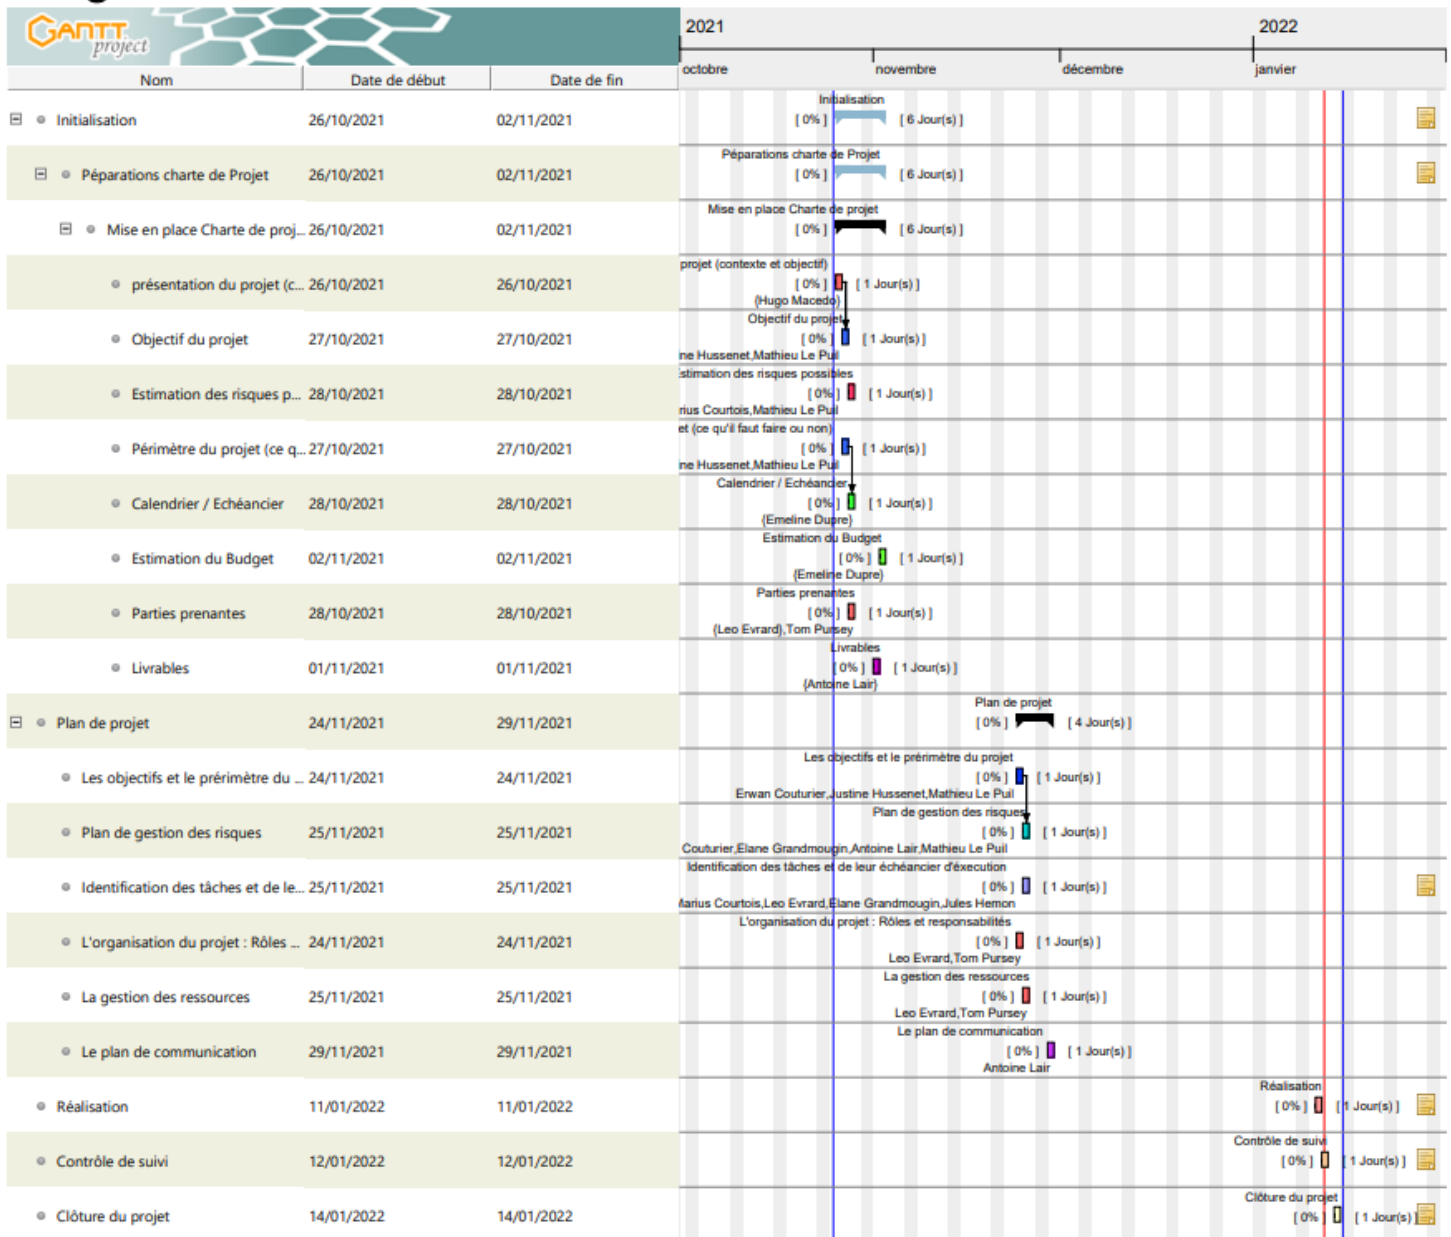 GANTT
project
2021
2022
Nom
Date de début
Date de fin
octobre
novembre
décembre
janvier
Initialisation
26/10/2021
02/11/2021
Initialisation
[ 0% ]
[ 6 Jour(s) ]
Péparations charte de Projet
26/10/2021
02/11/2021
Péparations charte de Projet
[ 0% ]
[ 6 Jour(s) ]
Mise en place Charte de proj...
26/10/2021
02/11/2021
Mise en place Charte de projet
[ 0% ]
[ 6 Jour(s) ]
présentation du projet (c...
26/10/2021
26/10/2021
projet (contexte et objectif)
[ 0% ]
[ 1 Jour(s) ]
{Hugo Macedo}
Objectif du projet
27/10/2021
27/10/2021
Objectif du projet
[ 0% ]
[ 1 Jour(s) ]
ne Hussenet,Mathieu Le Puil
Estimation des risques p...
28/10/2021
28/10/2021
stimation des risques possibles
[ 0% ]
[ 1 Jour(s) ]
rius Courtois,Mathieu Le Puil
Périmètre du projet (ce q...
27/10/2021
27/10/2021
et (ce qu'il faut faire ou non)
[ 0% ]
[ 1 Jour(s) ]
ne Hussenet,Mathieu Le Puil
Calendrier / Echéancier
28/10/2021
28/10/2021
Calendrier / Echéancier
[ 0% ]
[ 1 Jour(s) ]
{Emeline Dupre}
Estimation du Budget
02/11/2021
02/11/2021
Estimation du Budget
[ 0% ]
[ 1 Jour(s) ]
{Emeline Dupre}
Parties prenantes
28/10/2021
28/10/2021
Parties prenantes
[ 0% ]
[ 1 Jour(s) ]
{Leo Evrard},Tom Pursey
Livrables
01/11/2021
01/11/2021
Livrables
[ 0% ]
[ 1 Jour(s) ]
{Antoine Lair}
Plan de projet
24/11/2021
29/11/2021
Plan de projet
[ 0% ]
[ 4 Jour(s) ]
Les objectifs et le prérimètre du ...
24/11/2021
24/11/2021
Les objectifs et le prérimètre du projet
[ 0% ]
[ 1 Jour(s) ]
Erwan Couturier,Justine Hussenet,Mathieu Le Puil
Plan de gestion des risques
25/11/2021
25/11/2021
Plan de gestion des risques
[ 0% ]
[ 1 Jour(s) ]
Couturier,Elane Grandmougin,Antoine Lair,Mathieu Le Puil
Identification des tâches et de le...
25/11/2021
25/11/2021
Identification des tâches et de leur échéancier d'éxecution
[ 0% ]
[ 1 Jour(s) ]
Marius Courtois,Leo Evrard,Elane Grandmougin,Jules Hemon
L'organisation du projet : Rôles ...
24/11/2021
24/11/2021
L'organisation du projet : Rôles et responsabilités
[ 0% ]
[ 1 Jour(s) ]
Leo Evrard,Tom Pursey
La gestion des ressources
25/11/2021
25/11/2021
La gestion des ressources
[ 0% ]
[ 1 Jour(s) ]
Leo Evrard,Tom Pursey
Le plan de communication
29/11/2021
29/11/2021
Le plan de communication
[ 0% ]
[ 1 Jour(s) ]
Antoine Lair
Réalisation
11/01/2022
11/01/2022
Réalisation
[ 0% ]
[ 1 Jour(s) ]
Contrôle de suivi
12/01/2022
12/01/2022
Contrôle de suivi
[ 0% ]
[ 1 Jour(s) ]
Clôture du projet
14/01/2022
14/01/2022
Clôture du projet
[ 0% ]
[ 1 Jour(s) ]